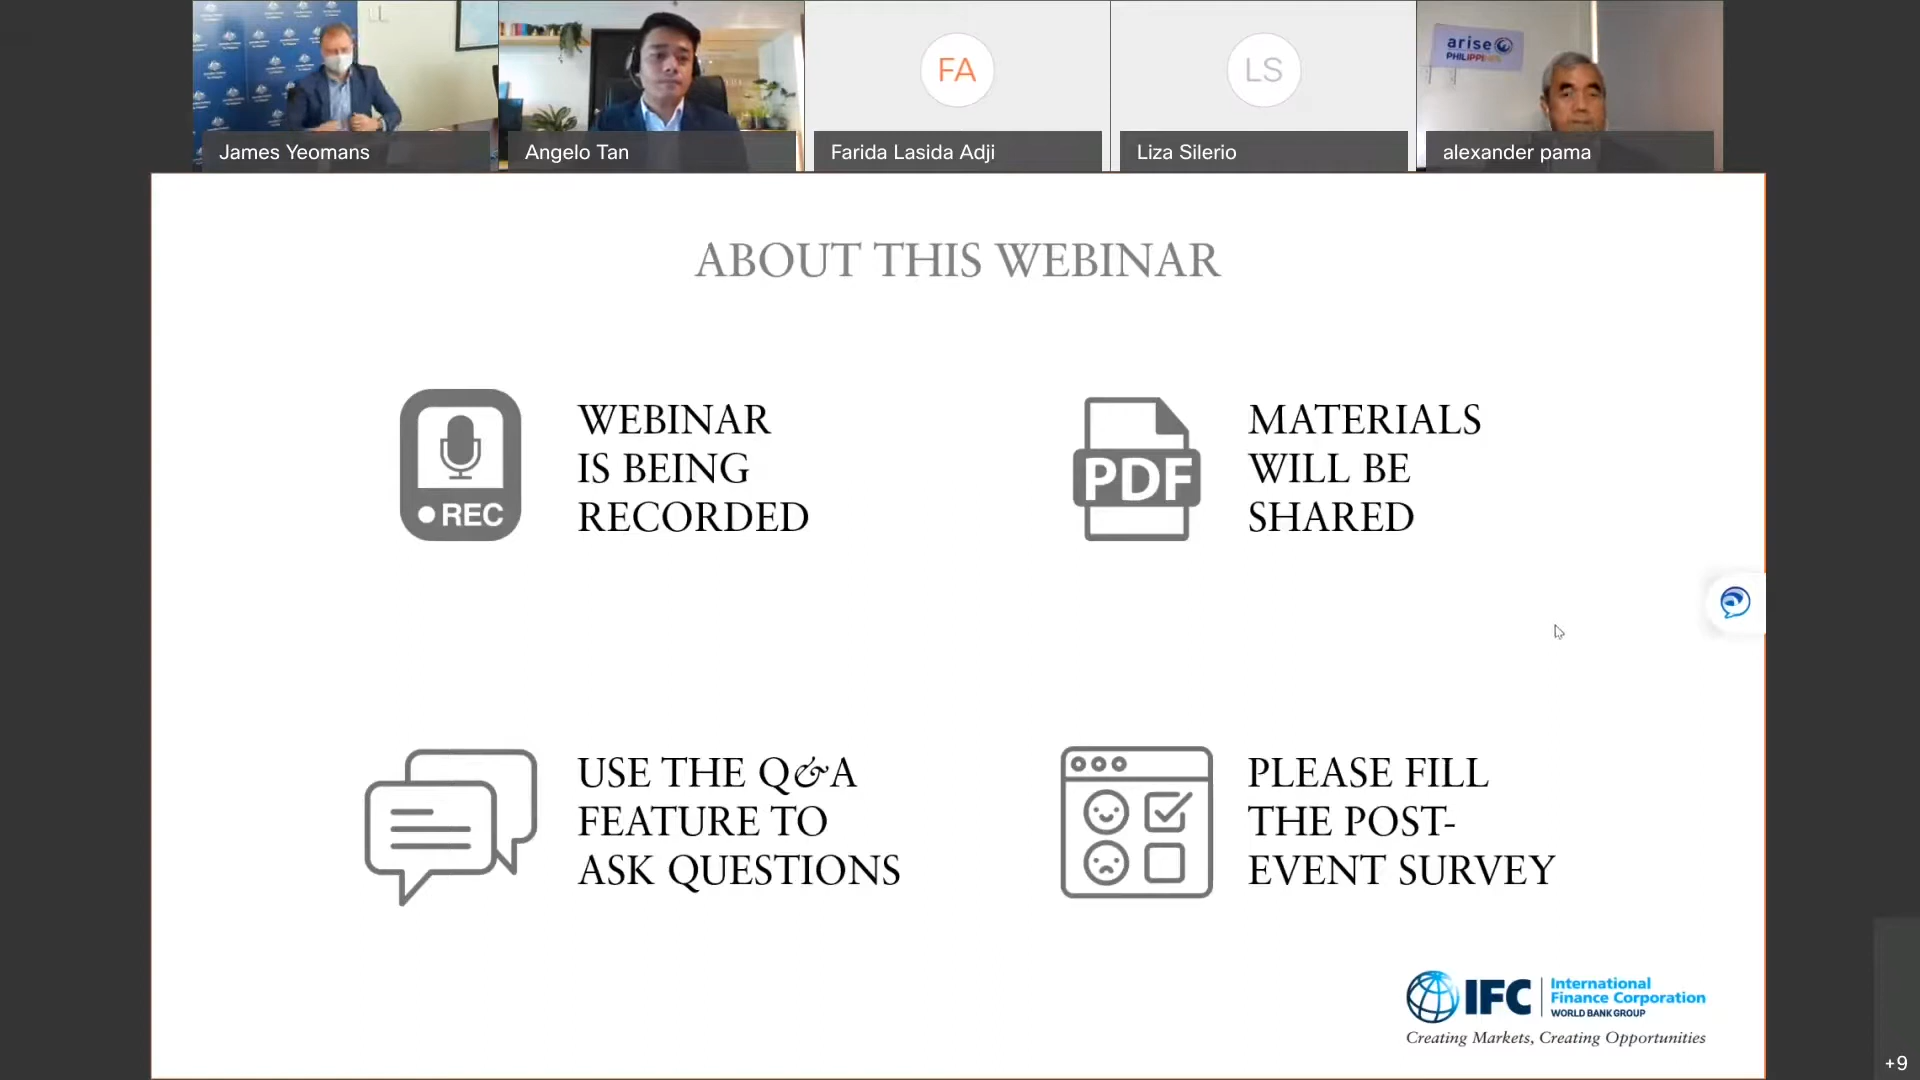 arise
PHILIPPINES
James Yeomans
Angelo Tan
FA
Farida Lasida Adji
LS
Liza Silerio
alexander pama
ABOUT THIS WEBINAR
REC
WEBINAR
IS BEING
RECORDED
PDF
MATERIALS
WILL BE
SHARED
USE THE Q&A
FEATURE TO
ASK QUESTIONS
PLEASE FILL
THE POST-
EVENT SURVEY
IFC
International
Finance Corporation
WORLD BANK GROUP
Creating Markets, Creating Opportunities
+9